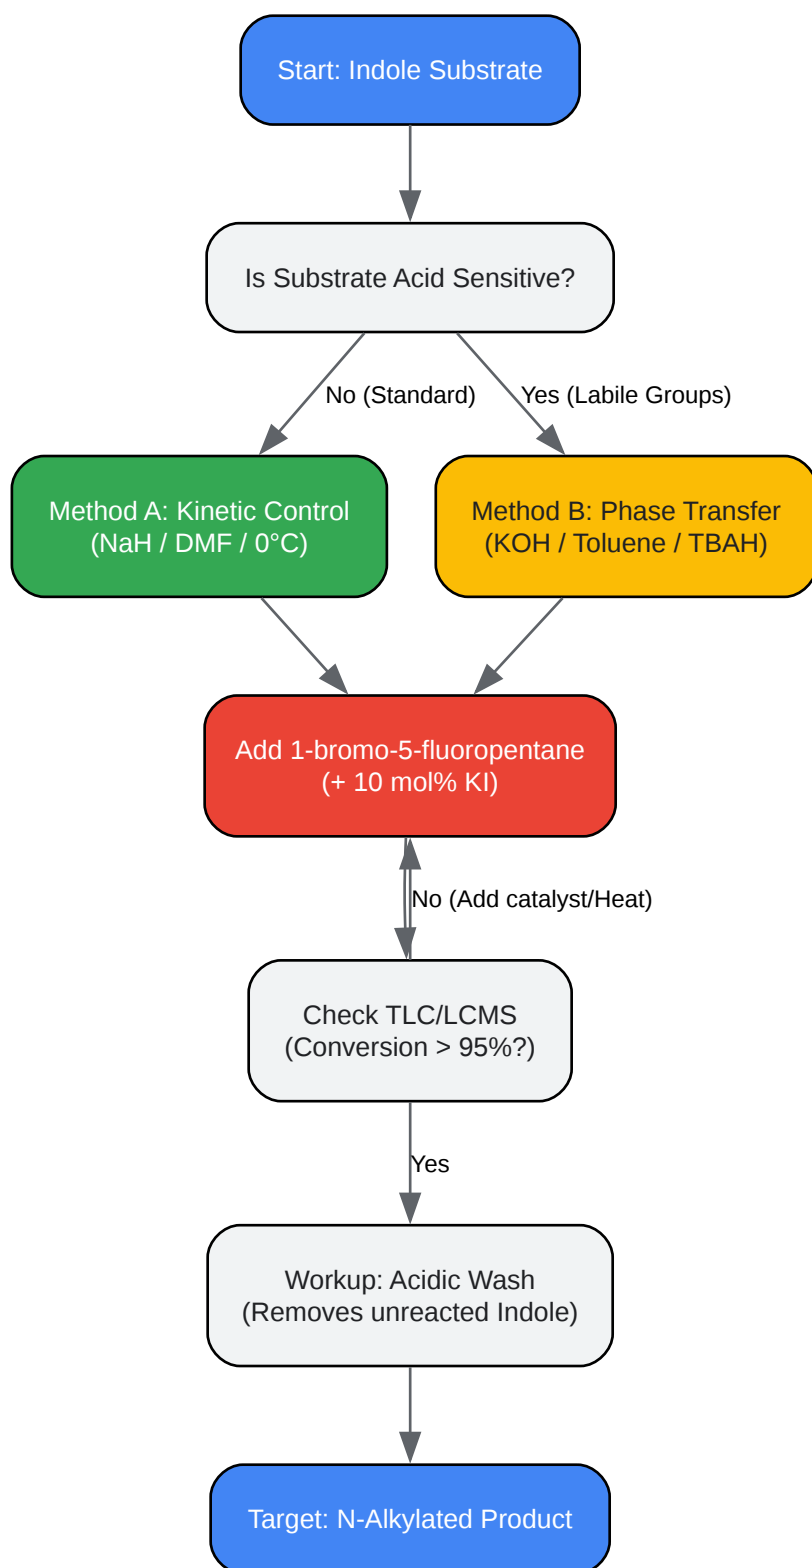 Start: Indole Substrate
Is Substrate Acid Sensitive?
No (Standard)
Yes (Labile Groups)
Method A: Kinetic Control
(NaH / DMF / 0°C)
Method B: Phase Transfer
(KOH / Toluene / TBAH)
Add 1-bromo-5-fluoropentane
(+ 10 mol% KI)
No (Add catalyst/Heat)
Check TLC/LCMS
(Conversion > 95%?)
Yes
Workup: Acidic Wash
(Removes unreacted Indole)
Target: N-Alkylated Product